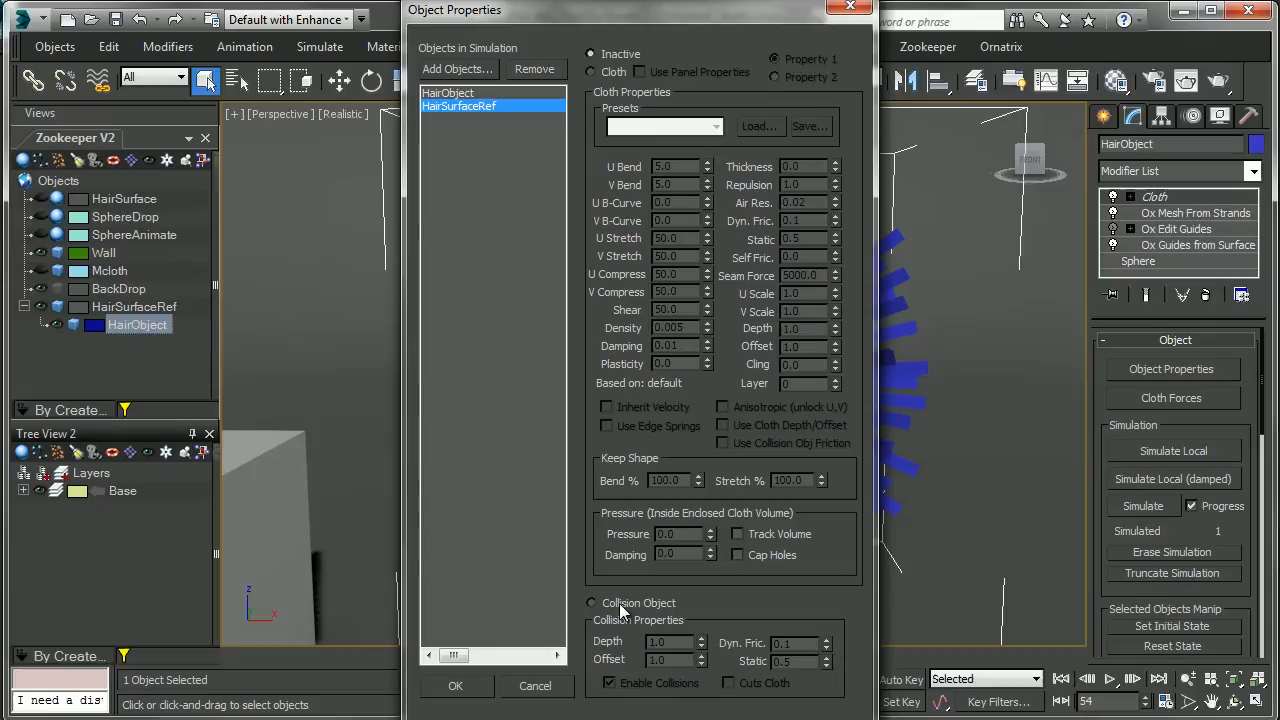 Default with Enhance
Object Properties
word or phrase
Objects
Edit
Modifiers
Animation
Simulate
Zookeeper
Ornatrix
All
Views
Zookeeper V2
Objects
HairSurface
SphereDrop
SphereAnimate
Wall
Mcloth
BackDrop
HairSurfaceRef
HairObject
By Create...
Tree View 2
Layers
Base
By Create...
I need a dis
[+] [Perspective] [Realistic]
FRONT
z
x
1 Object Selected
Click or click-and-drag to select objects
Objects in Simulation
Add Objects...
Remove
HairObject
HairSurfaceRef
OK
Cancel
Inactive
Cloth
Use Panel Properties
Property 1
Property 2
Cloth Properties
Presets
Load...
Save...
U Bend 5.0 Thickness 0.0
V Bend 5.0 Repulsion 1.0
U B-Curve 0.0 Air Res. 0.02
V B-Curve 0.0 Dyn. Fric. 0.1
U Stretch 50.0 Static 0.5
V Stretch 50.0 Self Fric. 0.0
U Compress 50.0 Seam Force 5000.0
V Compress 50.0 U Scale 1.0
Shear 50.0 V Scale 1.0
Density 0.005 Depth 1.0
Damping 0.01 Offset 1.0
Plasticity 0.0 Cling 0.0
Based on: default Layer 0
Inherit Velocity Anisotropic (unlock U,V)
Use Edge Springs Use Cloth Depth/Offset
Use Collision Obj Friction
Keep Shape
Bend % 100.0 Stretch % 100.0
Pressure (Inside Enclosed Cloth Volume)
Pressure 0.0 Track Volume
Damping 0.0 Cap Holes
Collision Object
Collision Properties
Depth 1.0 Dyn. Fric. 0.1
Offset 1.0 Static 0.5
Enable Collisions Cuts Cloth
HairObject
Modifier List
Cloth
Ox Mesh From Strands
Ox Edit Guides
Ox Guides from Surface
Sphere
Object
Object Properties
Cloth Forces
Simulation
Simulate Local
Simulate Local (damped)
Simulate Progress
Simulated 1
Erase Simulation
Truncate Simulation
Selected Objects Manip
Set Initial State
Reset State
Auto Key Selected
Set Key Key Filters... 54